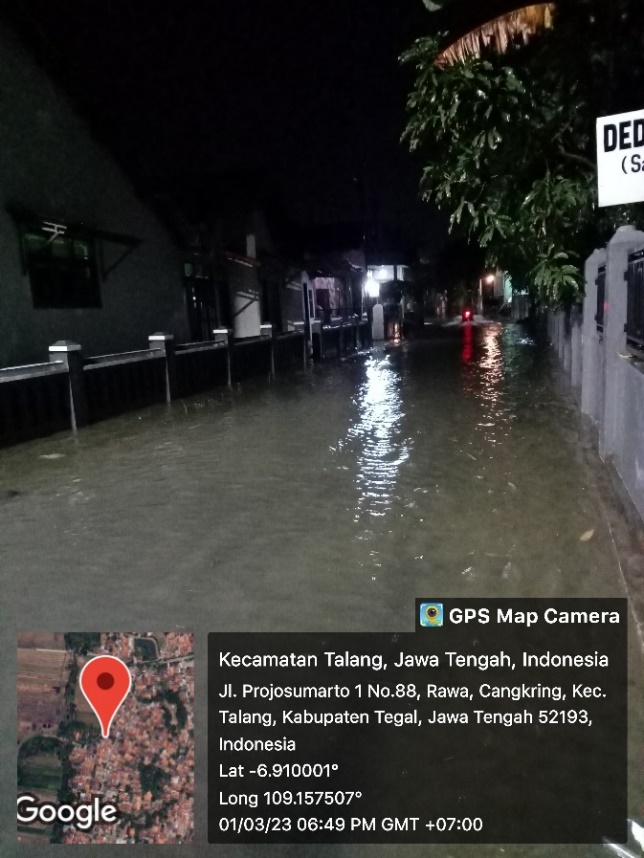 DED
(Sa
GPS Map Camera
Kecamatan Talang, Jawa Tengah, Indonesia
Jl. Projosumarto 1 No.88, Rawa, Cangkring, Kec.
Talang, Kabupaten Tegal, Jawa Tengah 52193,
Indonesia
Lat -6.910001°
Long 109.157507°
01/03/23 06:49 PM GMT +07:00
Google